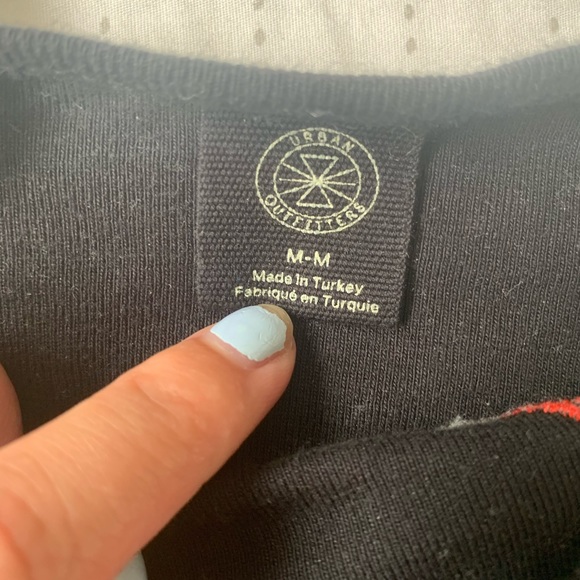 URBAN
OUTFITTERS
M-M
Made in Turkey
Fabriqué en Turquie